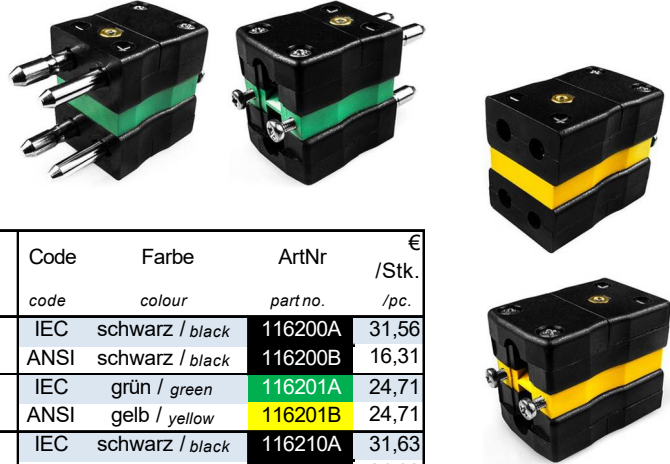 Code Farbe ArtNr €
/Stk.
code colour part no. /pc.
IEC schwarz / black 116200A 31,56
ANSI schwarz / black 116200B 16,31
IEC grün / green 116201A 24,71
ANSI gelb / yellow 116201B 24,71
IEC schwarz / black 116210A 31,63